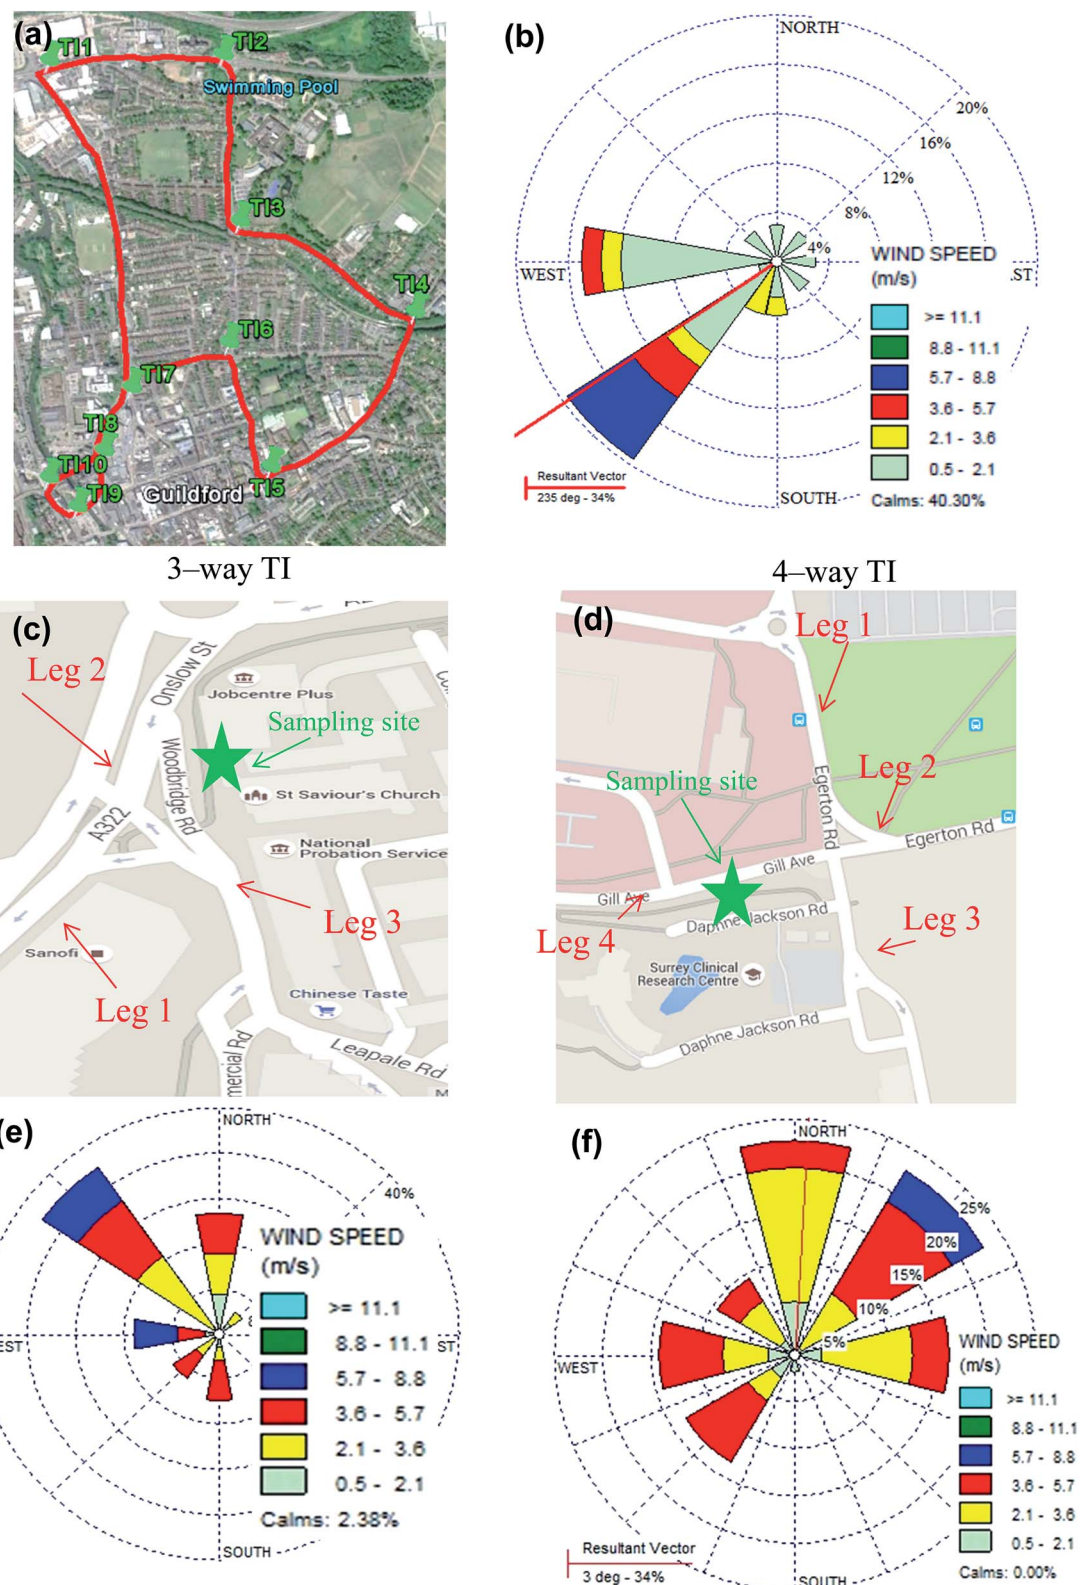 (a)
TI1
TI2
Swimming Pool
TI3
TI4
TI6
TI7
TI8
TI10
TI9
Guildford
TI5
(b)
NORTH
20%
16%
12%
8%
4%
WEST
ST
SOUTH
WIND SPEED
(m/s)
>= 11.1
8.8 - 11.1
5.7 - 8.8
3.6 - 5.7
2.1 - 3.6
0.5 - 2.1
Calms: 40.30%
Resultant Vector
235 deg - 34%
3–way TI
4–way TI
(c)
Leg 2
Onslow St
Jobcentre Plus
Sampling site
Woodbridge Rd
St Saviour's Church
A322
National
Probation Service
Leg 3
Sanofi
Leg 1
Chinese Taste
mercial Rd
Leapale Rd
(d)
Leg 1
Leg 2
Sampling site
Egerton Rd
Egerton Rd
Gill Ave
Gill Ave
Daphne Jackson Rd
Leg 3
Leg 4
Surrey Clinical
Research Centre
Daphne Jackson Rd
(e)
NORTH
40%
EST
ST
SOUTH
WIND SPEED
(m/s)
>= 11.1
8.8 - 11.1
5.7 - 8.8
3.6 - 5.7
2.1 - 3.6
0.5 - 2.1
Calms: 2.38%
(f)
NORTH
25%
20%
15%
10%
5%
WEST
SOUTH
WIND SPEED
(m/s)
>= 11.1
8.8 - 11.1
5.7 - 8.8
3.6 - 5.7
2.1 - 3.6
0.5 - 2.1
Calms: 0.00%
Resultant Vector
3 deg - 34%